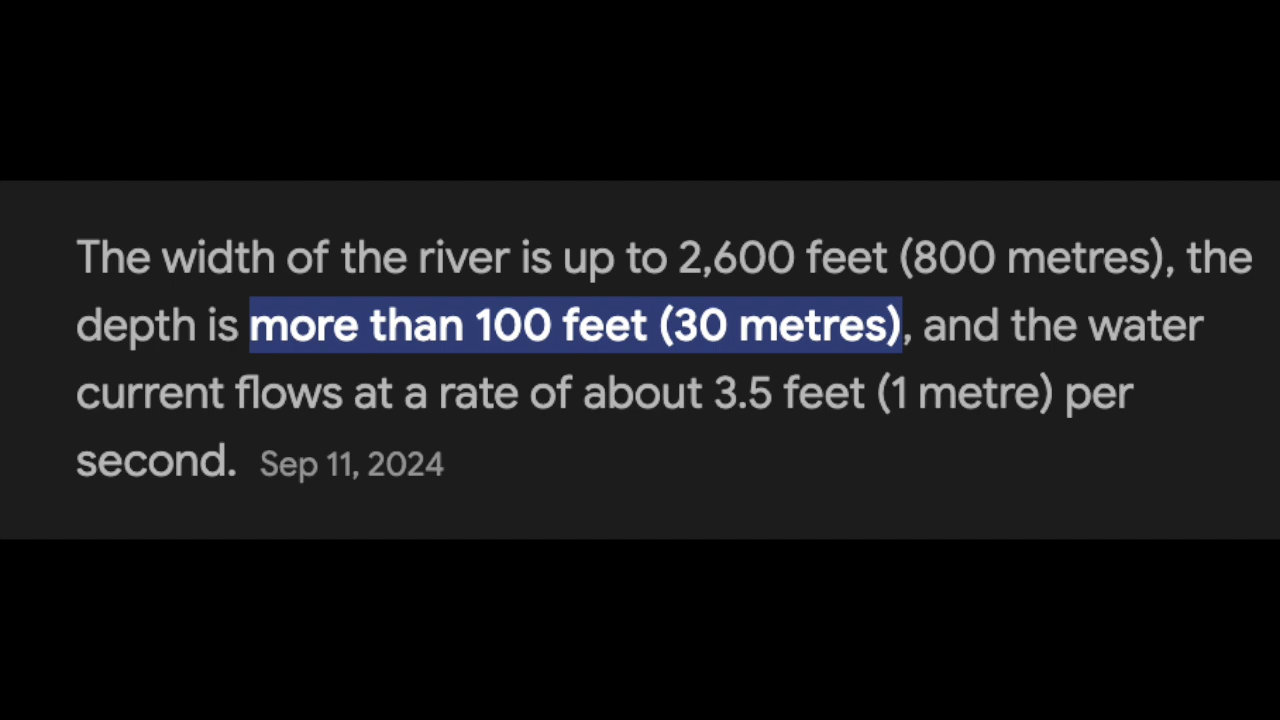 The width of the river is up to 2,600 feet (800 metres), the
depth is more than 100 feet (30 metres), and the water
current flows at a rate of about 3.5 feet (1 metre) per
second. Sep 11, 2024